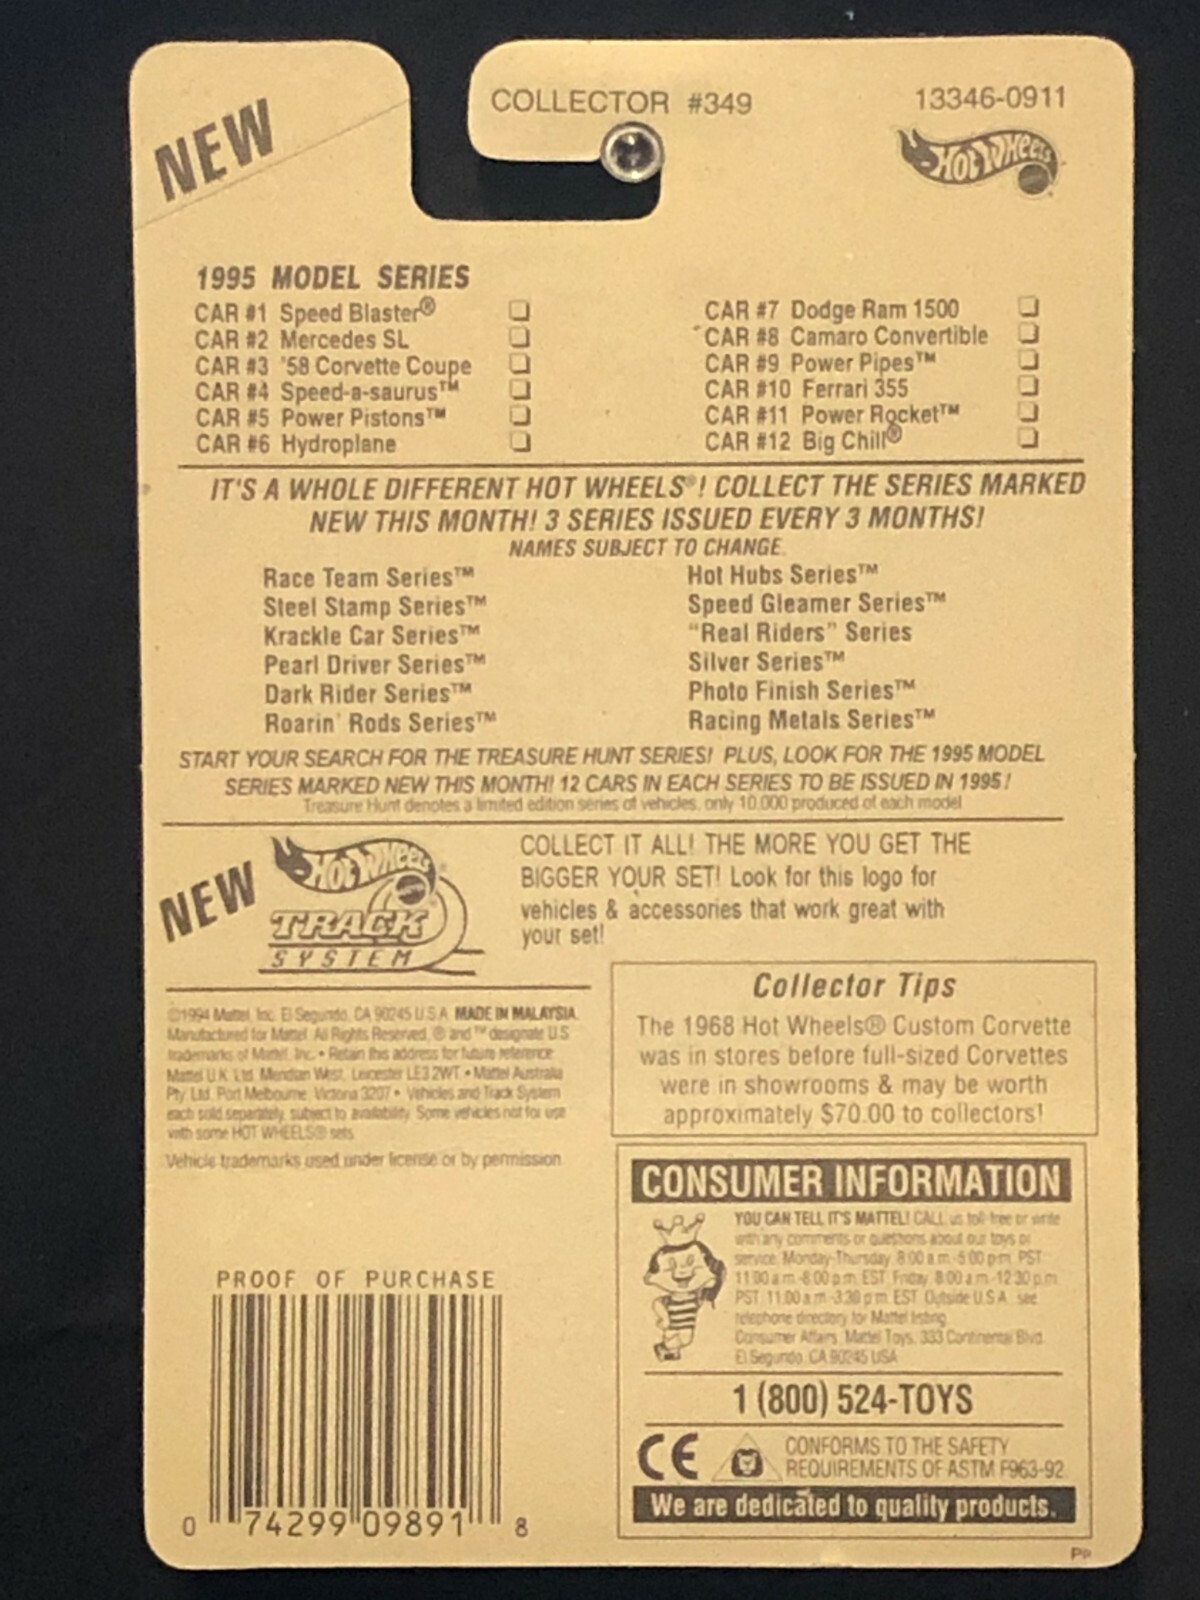 NEW
COLLECTOR #349
13346-0911
HOT WHEELS
1995 MODEL SERIES
CAR #1 Speed Blaster®
CAR #2 Mercedes SL
CAR #3 '58 Corvette Coupe
CAR #4 Speed-a-saurus™
CAR #5 Power Pistons™
CAR #6 Hydroplane
CAR #7 Dodge Ram 1500
CAR #8 Camaro Convertible
CAR #9 Power Pipes™
CAR #10 Ferrari 355
CAR #11 Power Rocket™
CAR #12 Big Chill®
IT'S A WHOLE DIFFERENT HOT WHEELS®! COLLECT THE SERIES MARKED
NEW THIS MONTH! 3 SERIES ISSUED EVERY 3 MONTHS!
NAMES SUBJECT TO CHANGE.
Race Team Series™
Steel Stamp Series™
Krackle Car Series™
Pearl Driver Series™
Dark Rider Series™
Roarin' Rods Series™
Hot Hubs Series™
Speed Gleamer Series™
"Real Riders" Series
Silver Series™
Photo Finish Series™
Racing Metals Series™
START YOUR SEARCH FOR THE TREASURE HUNT SERIES! PLUS, LOOK FOR THE 1995 MODEL
SERIES MARKED NEW THIS MONTH! 12 CARS IN EACH SERIES TO BE ISSUED IN 1995!
Treasure Hunt denotes a limited edition series of vehicles, only 10,000 produced of each model
NEW
HOT WHEELS
TRACK
SYSTEM
COLLECT IT ALL! THE MORE YOU GET THE
BIGGER YOUR SET! Look for this logo for
vehicles & accessories that work great with
your set!
©1994 Mattel, Inc. El Segundo, CA 90245 U.S.A. MADE IN MALAYSIA.
Manufactured for Mattel. All Rights Reserved. ® and ™ designate U.S.
trademarks of Mattel, Inc. • Retain this address for future reference
Mattel U.K. Ltd. Meridian West, Leicester LE3 2WT • Mattel Australia
Pty. Ltd. Port Melbourne, Victoria 3207 • Vehicles and Track System
each sold separately, subject to availability. Some vehicles not for use
with some HOT WHEELS® sets.
Vehicle trademarks used under license or by permission.
Collector Tips
The 1968 Hot Wheels® Custom Corvette
was in stores before full-sized Corvettes
were in showrooms & may be worth
approximately $70.00 to collectors!
CONSUMER INFORMATION
YOU CAN TELL IT'S MATTEL! CALL us toll-free or write
with any comments or questions about our toys or
service. Monday-Thursday, 8:00 a.m.-5:00 p.m. PST
11:00 a.m.-8:00 p.m. EST. Friday, 8:00 a.m.-12:30 p.m.
PST, 11:00 a.m.-3:30 p.m. EST. Outside U.S.A. see
telephone directory for Mattel listing.
Consumer Affairs, Mattel Toys, 333 Continental Blvd.
El Segundo, CA 90245 USA
1 (800) 524-TOYS
CE
CONFORMS TO THE SAFETY
REQUIREMENTS OF ASTM F963-92
We are dedicated to quality products.
PROOF OF PURCHASE
0 74299 09891 8
PP